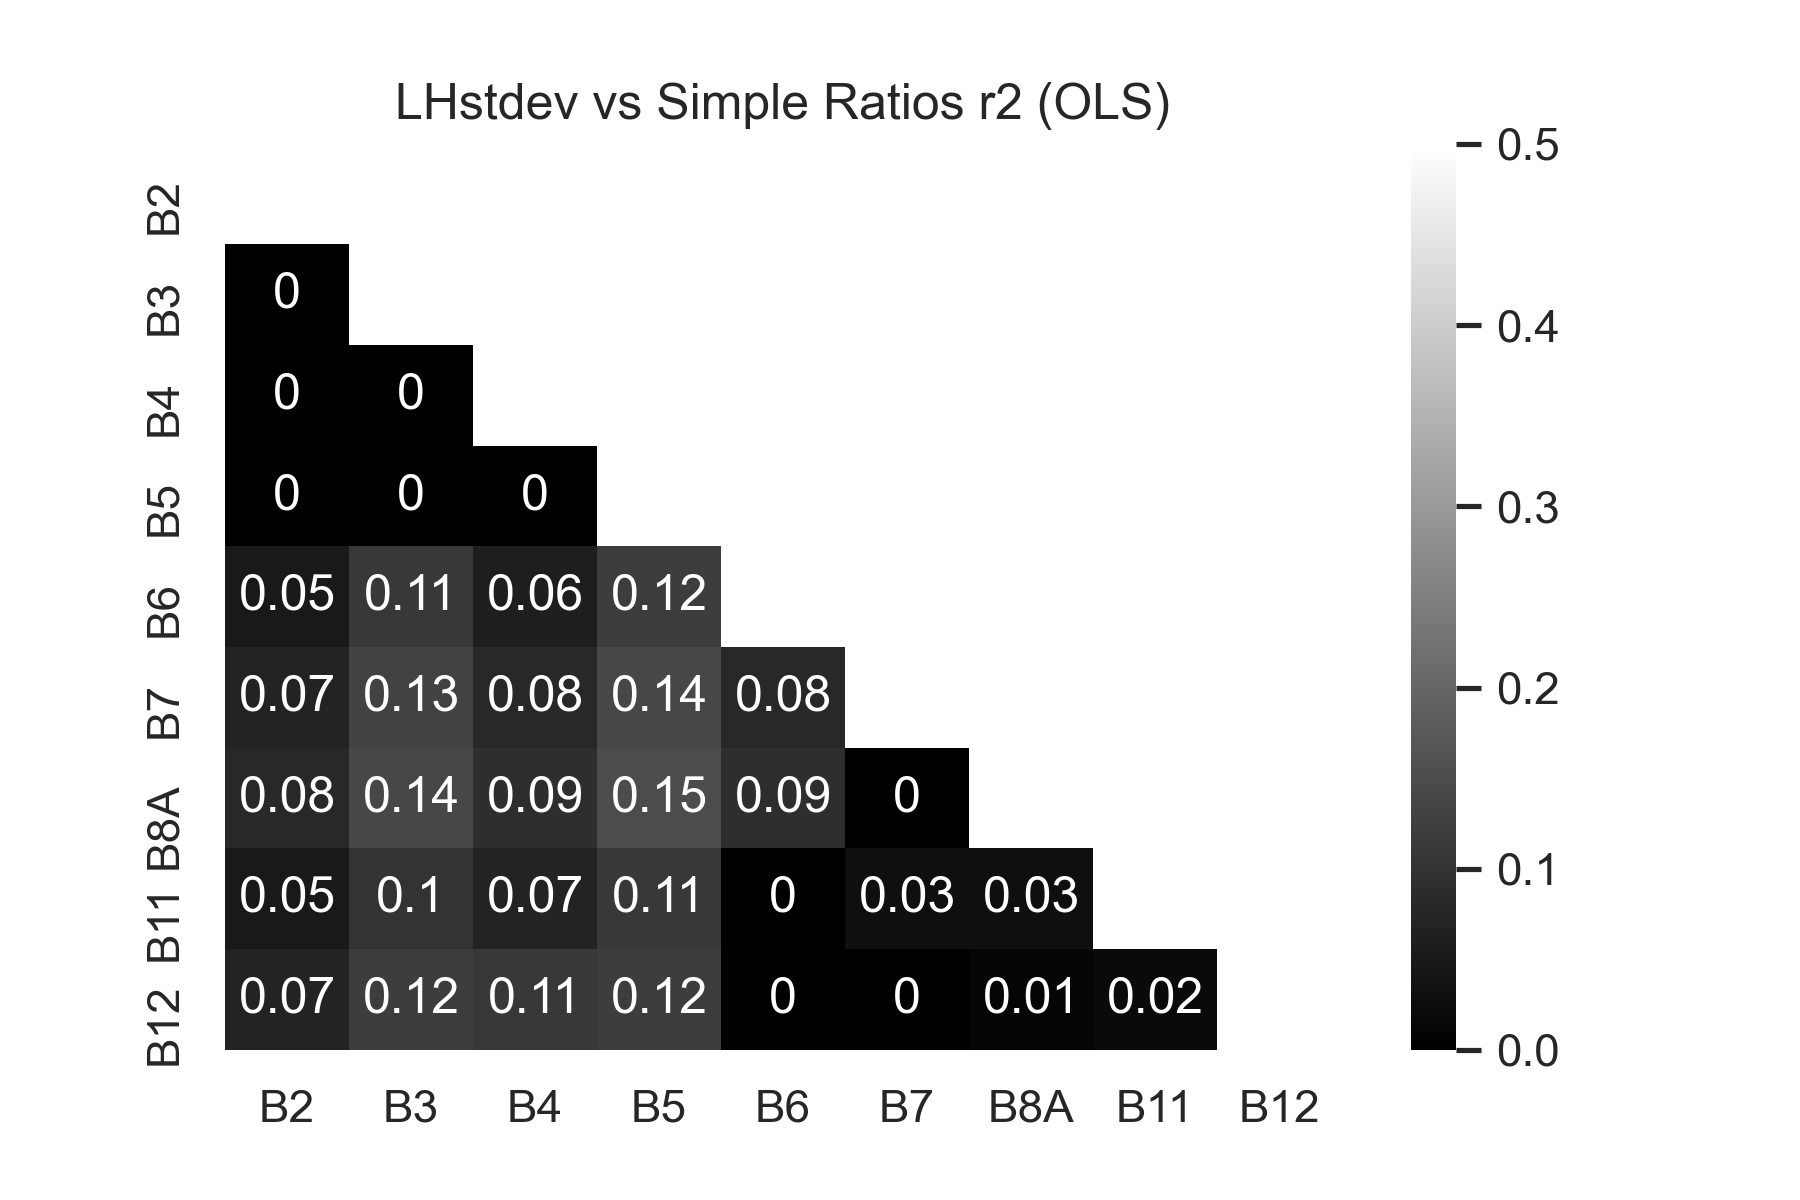 LHstdev vs Simple Ratios r2 (OLS)
B2
B3 0
B4 0 0
B5 0 0 0
B6 0.05 0.11 0.06 0.12
B7 0.07 0.13 0.08 0.14 0.08
B8A 0.08 0.14 0.09 0.15 0.09 0
B11 0.05 0.1 0.07 0.11 0 0.03 0.03
B12 0.07 0.12 0.11 0.12 0 0 0.01 0.02
B2 B3 B4 B5 B6 B7 B8A B11 B12
0.5
0.4
0.3
0.2
0.1
0.0